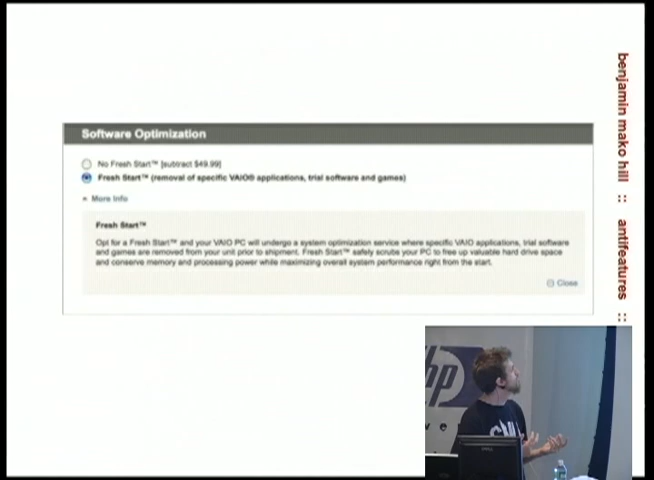 Software Optimization
No Fresh Start™ [subtract $49.99]
Fresh Start™ (removal of specific VAIO® applications, trial software and games)
More Info
Fresh Start™
Opt for a Fresh Start™ and your VAIO PC will undergo a system optimization service where specific VAIO applications, trial software
and games are removed from your unit prior to shipment. Fresh Start™ safely scrubs your PC to free up valuable hard drive space
and conserve memory and processing power while maximizing overall system performance right from the start.
Close
benjamin mako hill :: antifeatures ::
hp
DELL